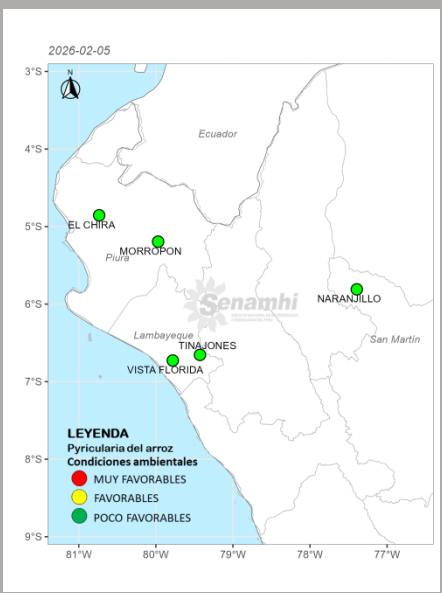 2026-02-05
3°S
N
4°S
Ecuador
5°S
EL CHIRA
MORROPON
Piura
6°S
Senamhi
NARANJILLO
Lambayeque
TINAJONES
San Martín
VISTA FLORIDA
7°S
LEYENDA
Pyricularia del arroz
Condiciones ambientales
8°S
MUY FAVORABLES
FAVORABLES
POCO FAVORABLES
9°S
81°W 80°W 79°W 78°W 77°W